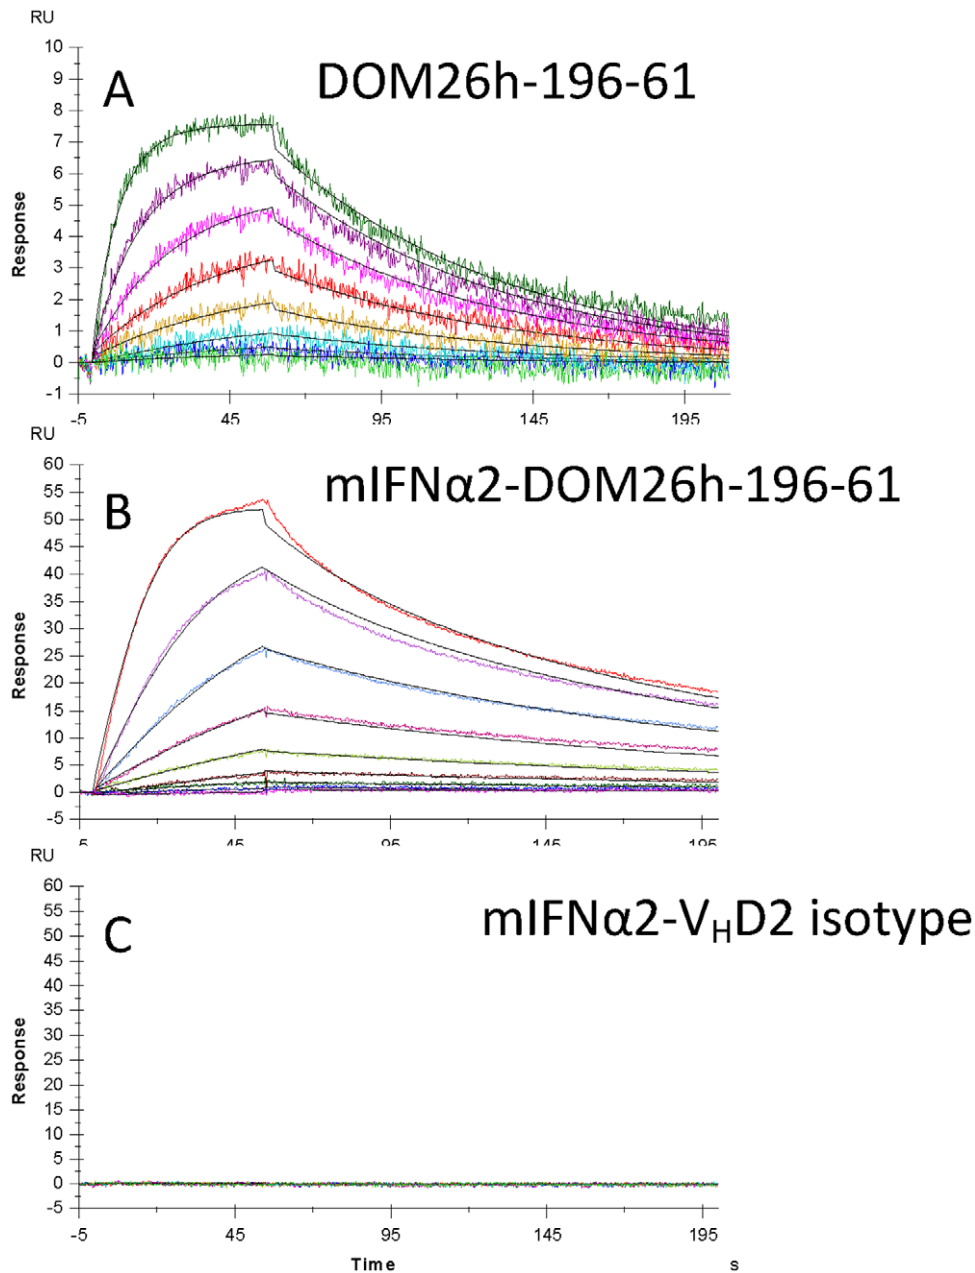 RU
A
DOM26h-196-61
10
9
8
7
6
5
4
3
2
1
0
-1
Response
-5 45 95 145 195
RU
B
mIFNα2-DOM26h-196-61
60
55
50
45
40
35
30
25
20
15
10
5
0
-5
Response
-5 45 95 145 195
RU
C
mIFNα2-VHD2 isotype
60
55
50
45
40
35
30
25
20
15
10
5
0
-5
Response
-5 45 95 145 195
Time s